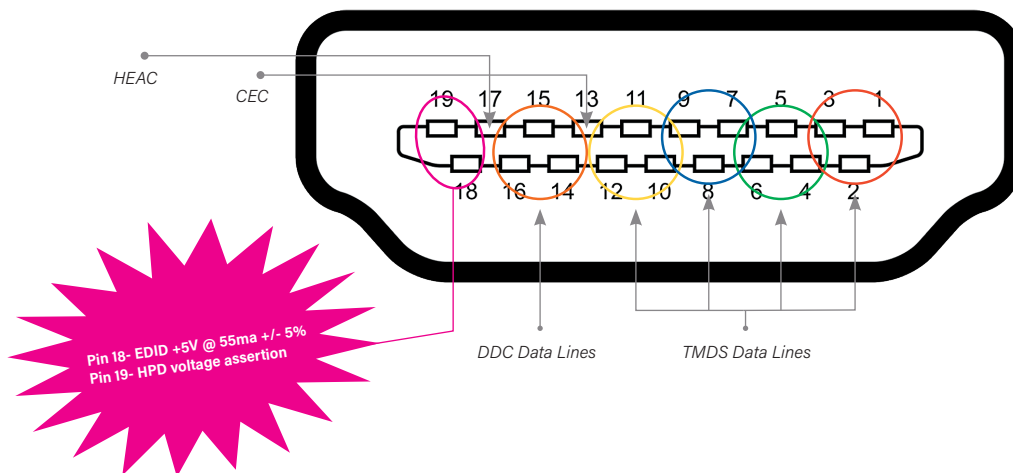 HEAC
CEC
19 17 15 13 11 9 7 5 3 1
18 16 14 12 10 8 6 4 2
Pin 18- EDID +5V @ 55ma +/- 5%
Pin 19- HPD voltage assertion
DDC Data Lines
TMDS Data Lines